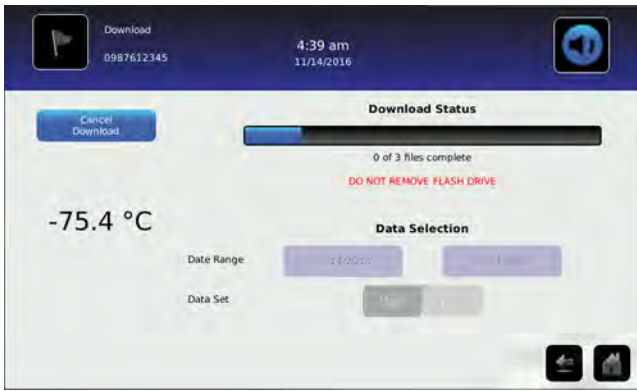 Download
0987612345
4:39 am
11/14/2016
Cancel
Download
Download Status
0 of 3 files complete
DO NOT REMOVE FLASH DRIVE
-75.4 °C
Data Selection
Date Range
Data Set